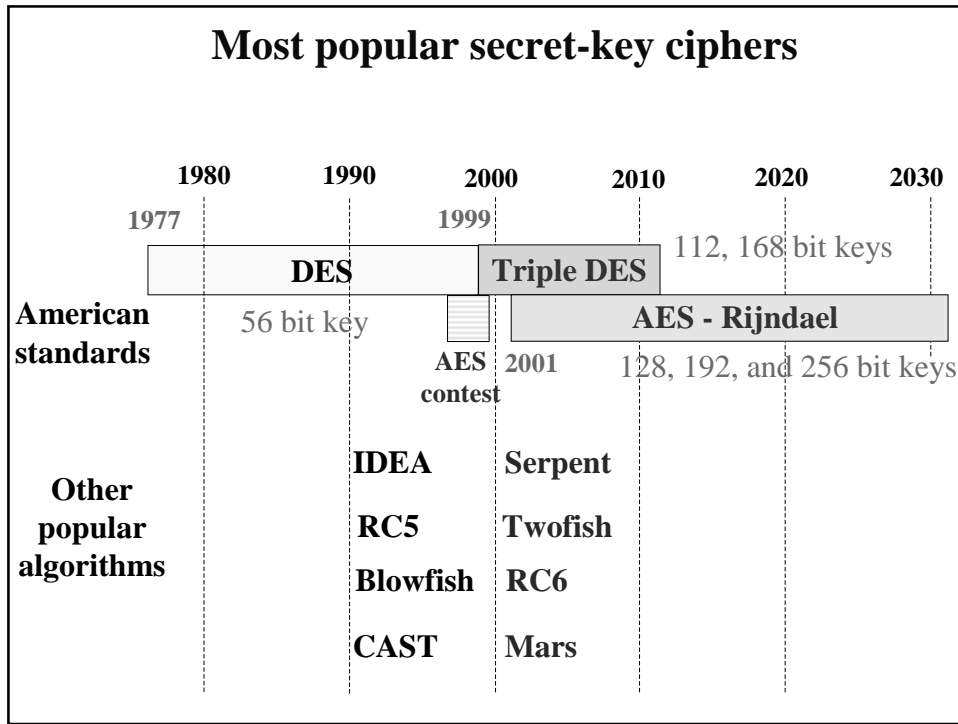 Most popular secret-key ciphers
1980 1990 2000 2010 2020 2030
1977 1999
DES Triple DES 112, 168 bit keys
American
standards
56 bit key
AES - Rijndael
AES
contest
2001
128, 192, and 256 bit keys
Other
popular
algorithms
IDEA Serpent
RC5 Twofish
Blowfish RC6
CAST Mars